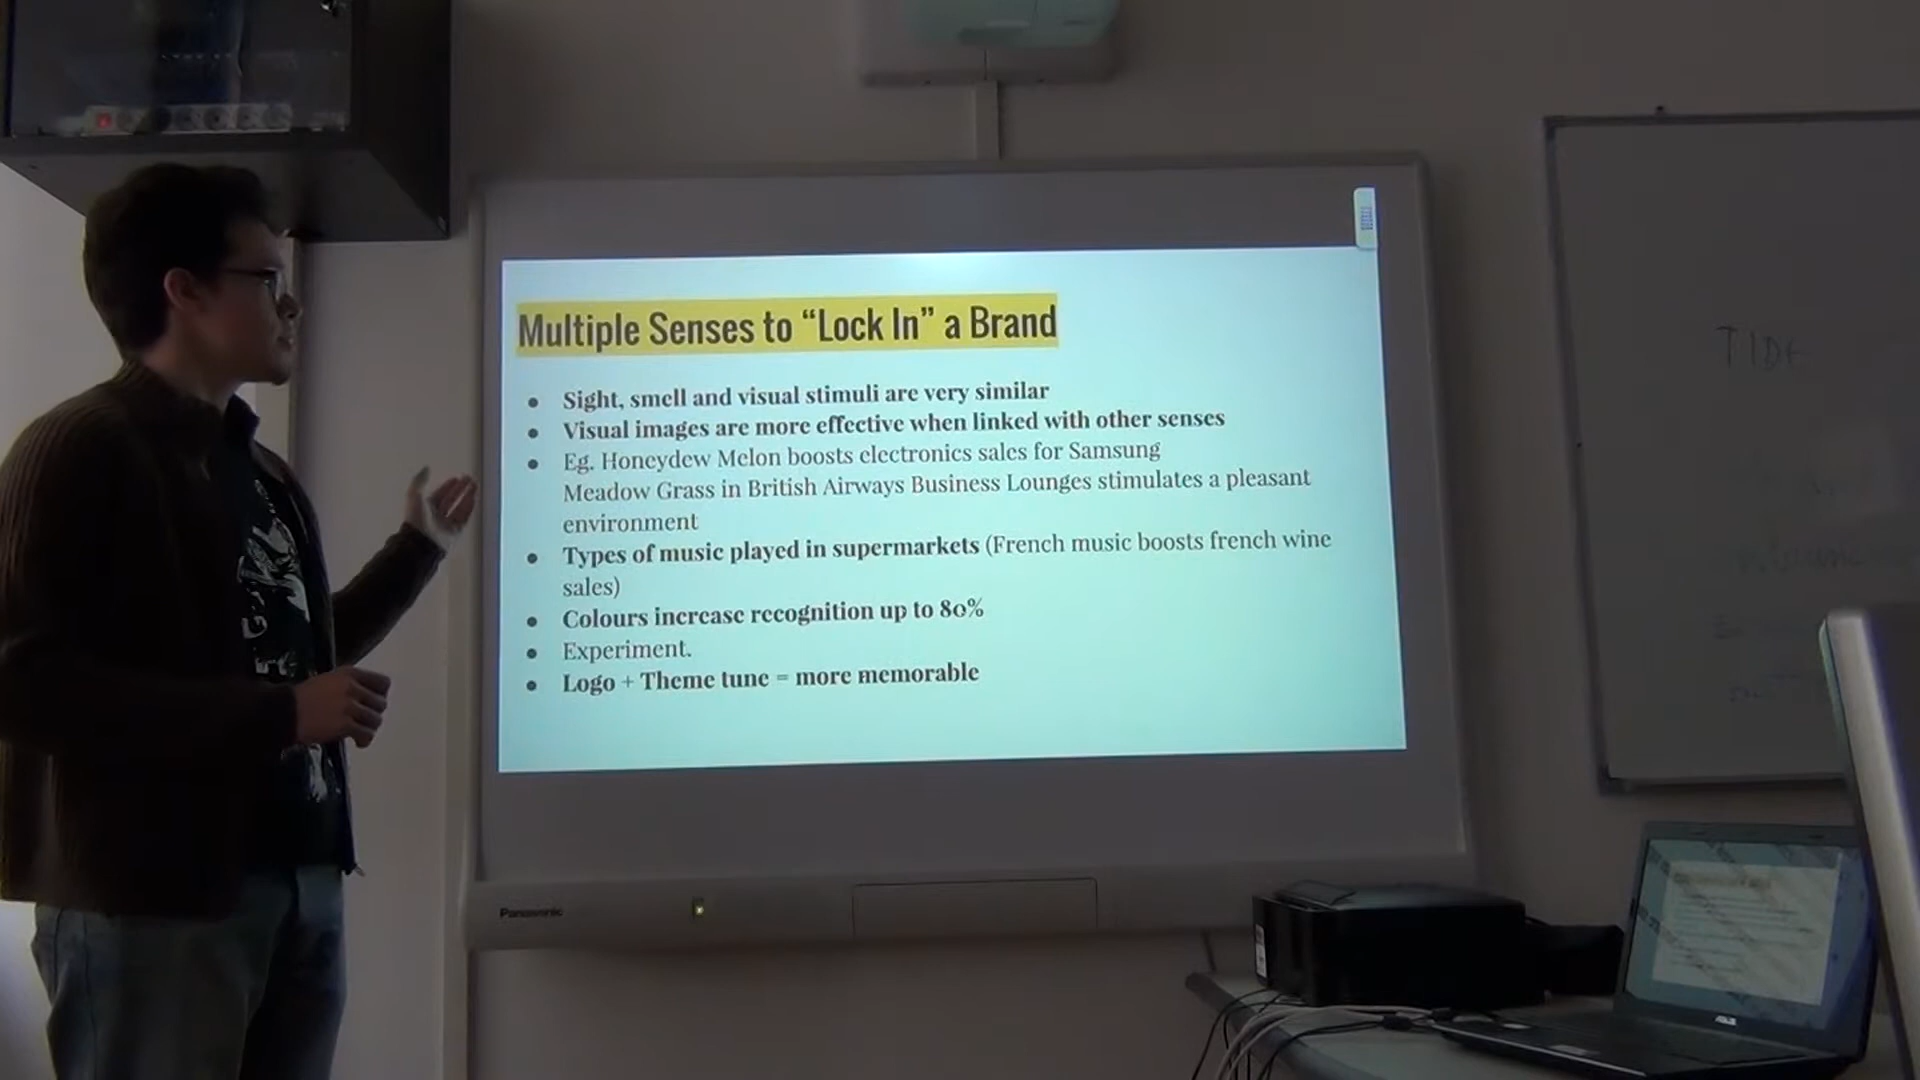 Multiple Senses to “Lock In” a Brand
● Sight, smell and visual stimuli are very similar
● Visual images are more effective when linked with other senses
● Eg. Honeydew Melon boosts electronics sales for Samsung
Meadow Grass in British Airways Business Lounges stimulates a pleasant
environment
● Types of music played in supermarkets (French music boosts french wine
sales)
● Colours increase recognition up to 80%
● Experiment.
● Logo + Theme tune = more memorable
TIDE
Panasonic
ASUS